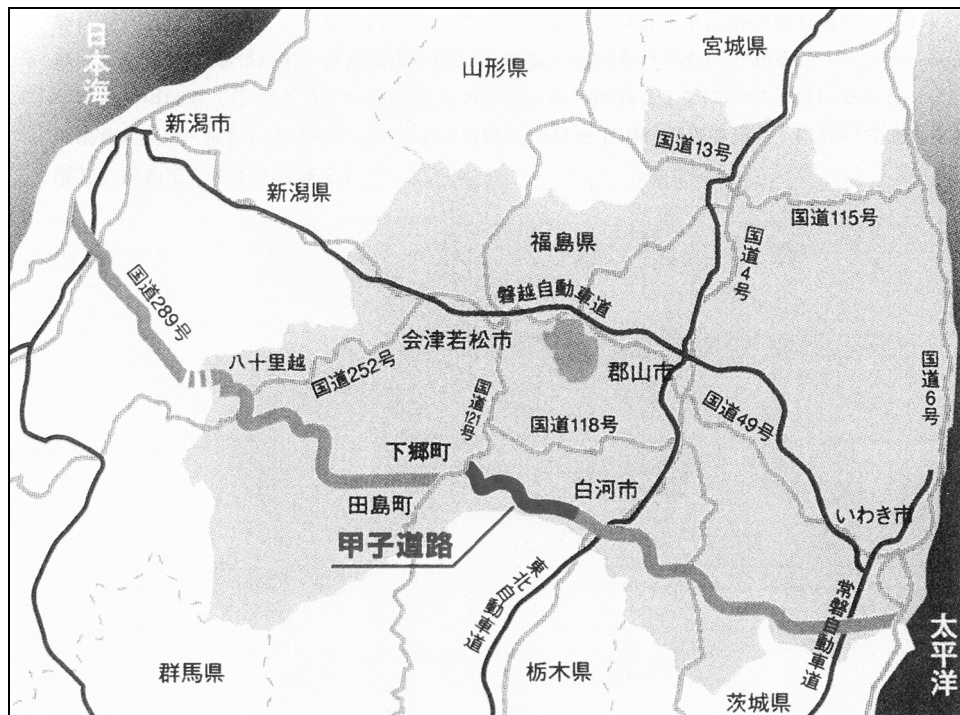 日本海
宮城県
山形県
新潟市
国道13号
新潟県
国道115号
福島県
国道4号
国道289号
磐越自動車道
会津若松市
八十里越
国道252号
郡山市
国道6号
国道121号
国道49号
国道118号
下郷町
白河市
田島町
いわき市
甲子道路
東北自動車道
常磐自動車道
太平洋
群馬県
栃木県
茨城県